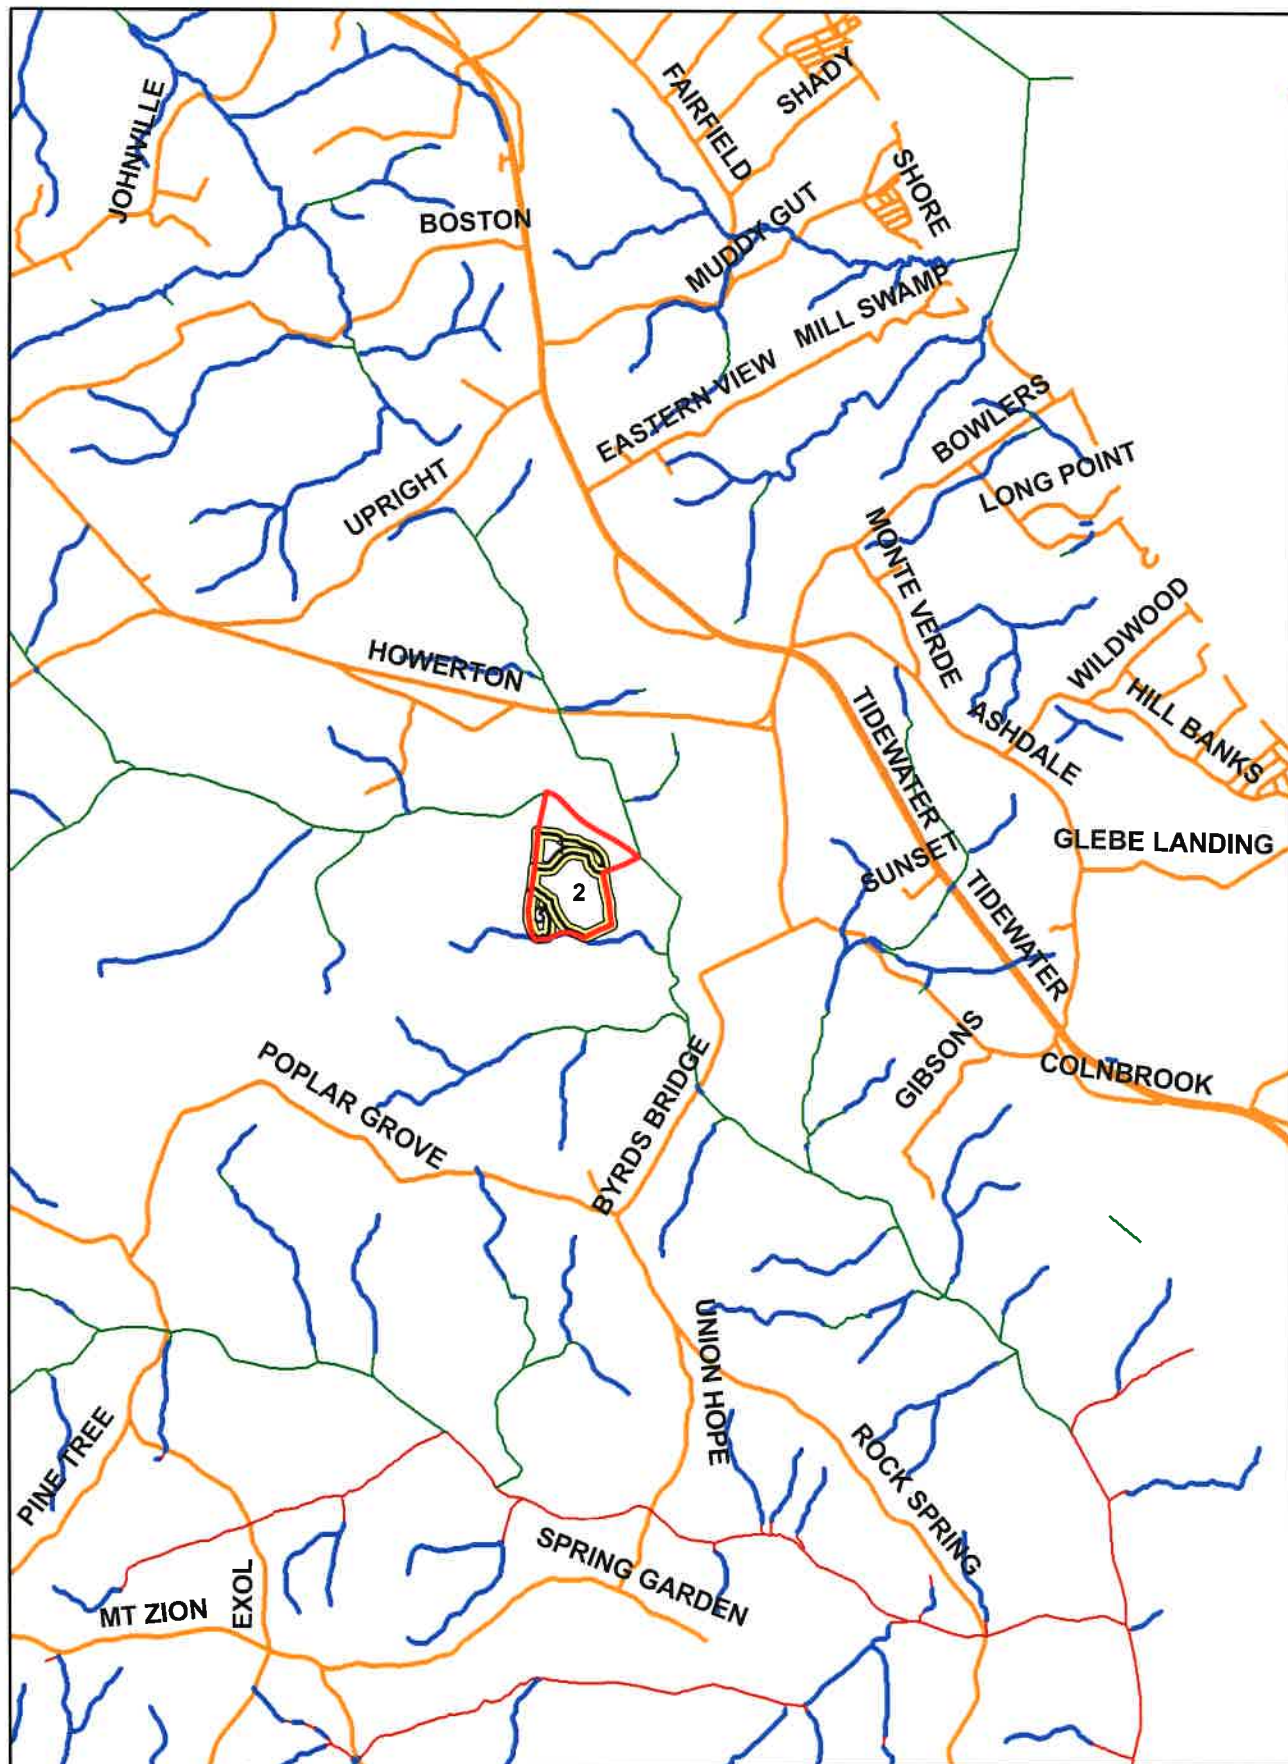 SHADY
FAIRFIELD
JOHNVILLE
SHORE
BOSTON
MUDDY GUT
MILL SWAMP
EASTERN VIEW
BOWLERS
LONG POINT
UPRIGHT
MONTE VERDE
WILDWOOD
HOWERTON
HILL BANKS
ASHDALE
TIDEWATER T
GLEBE LANDING
SUNSET
2
TIDEWATER
GIBSONS
COLNBROOK
POPLAR GROVE
BYRDS BRIDGE
UNION HOPE
PINE TREE
ROCK SPRING
SPRING GARDEN
EXOL
MT ZION